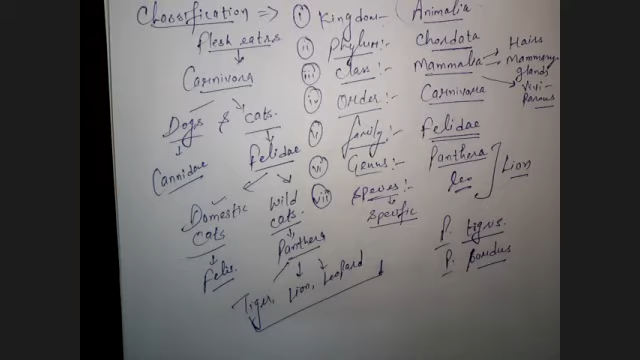 Classification => i) Kingdom:- Animalia
Flesh eaters ii) Phylum:- Chordata
Carnivora iii) Class:- Mammalia → Hairs
→ Mammary glands
→ Vivi-
Parous
iv) Order:- Carnivora
Dogs & Cats v) family:- Felidae
Cannidae Felidae vi) Genus:- Panthera
vii) Species:- leo ] Lion
Specific
Domestic Cats Wild cats
Felis Panthera
Tiger, Lion, Leopard
P. tigris.
P. pardus